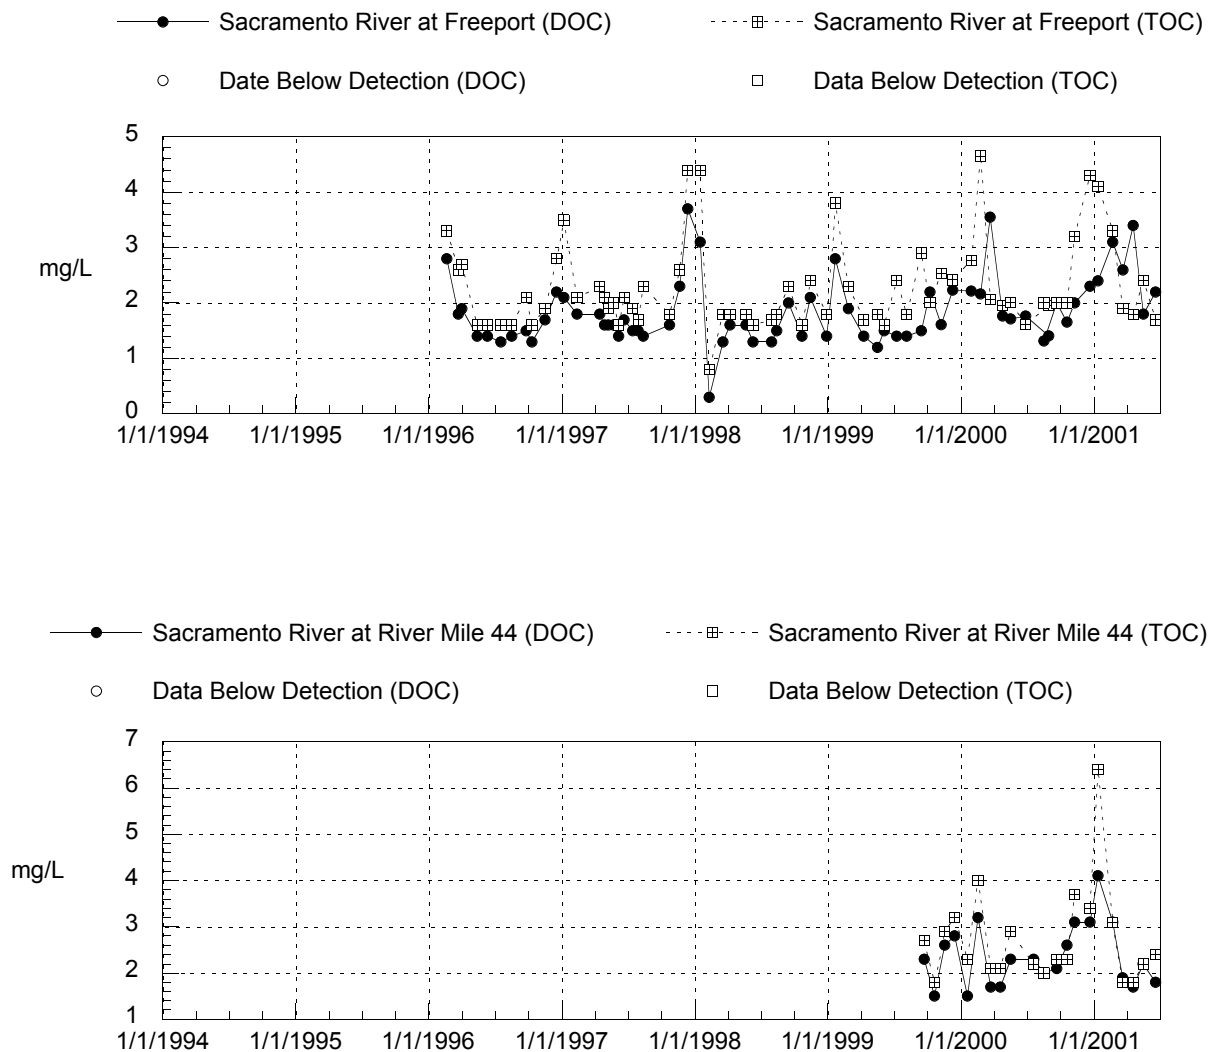 Sacramento River at Freeport (DOC) Sacramento River at Freeport (TOC)
Date Below Detection (DOC) Data Below Detection (TOC)
5
4
3
mg/L
2
1
0
1/1/1994 1/1/1995 1/1/1996 1/1/1997 1/1/1998 1/1/1999 1/1/2000 1/1/2001
Sacramento River at River Mile 44 (DOC) Sacramento River at River Mile 44 (TOC)
Data Below Detection (DOC) Data Below Detection (TOC)
7
6
5
mg/L
4
3
2
1
1/1/1994 1/1/1995 1/1/1996 1/1/1997 1/1/1998 1/1/1999 1/1/2000 1/1/2001